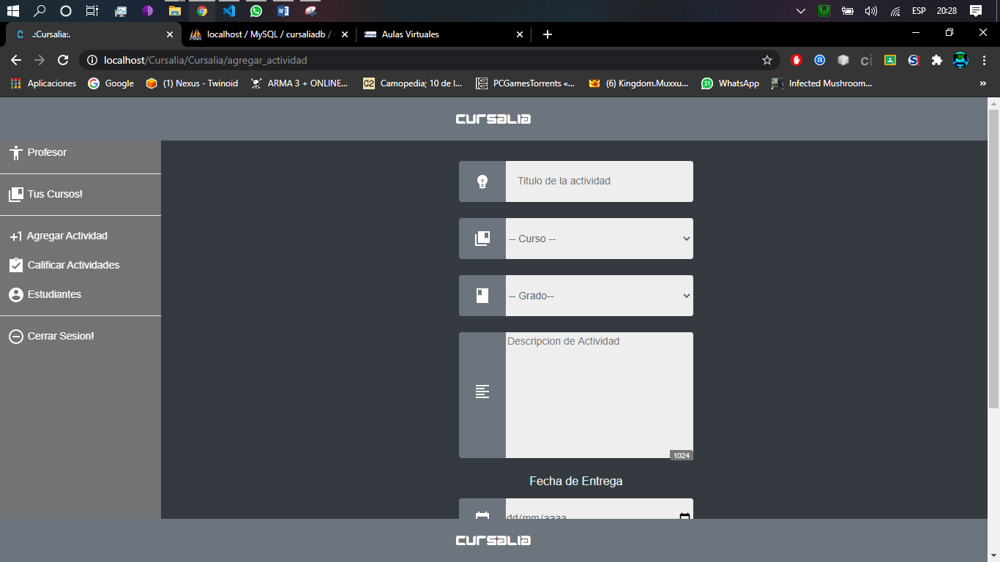 ESP 20:28
.:Cursalia:.
localhost / MySQL / cursaliadb /
Aulas Virtuales
localhost/Cursalia/Cursalia/agregar_actividad
Aplicaciones
Google
(1) Nexus - Twinoid
ARMA 3 + ONLINE...
Camopedia; 10 de l...
PCGamesTorrents «...
(6) Kingdom.Muxxu...
WhatsApp
Infected Mushroom...
»
cursalia
Profesor
Tus Cursos!
+1 Agregar Actividad
Calificar Actividades
Estudiantes
Cerrar Sesion!
Titulo de la actividad
-- Curso --
-- Grado--
Descripcion de Actividad
1024
Fecha de Entrega
dd/mm/aaaa
cursalia